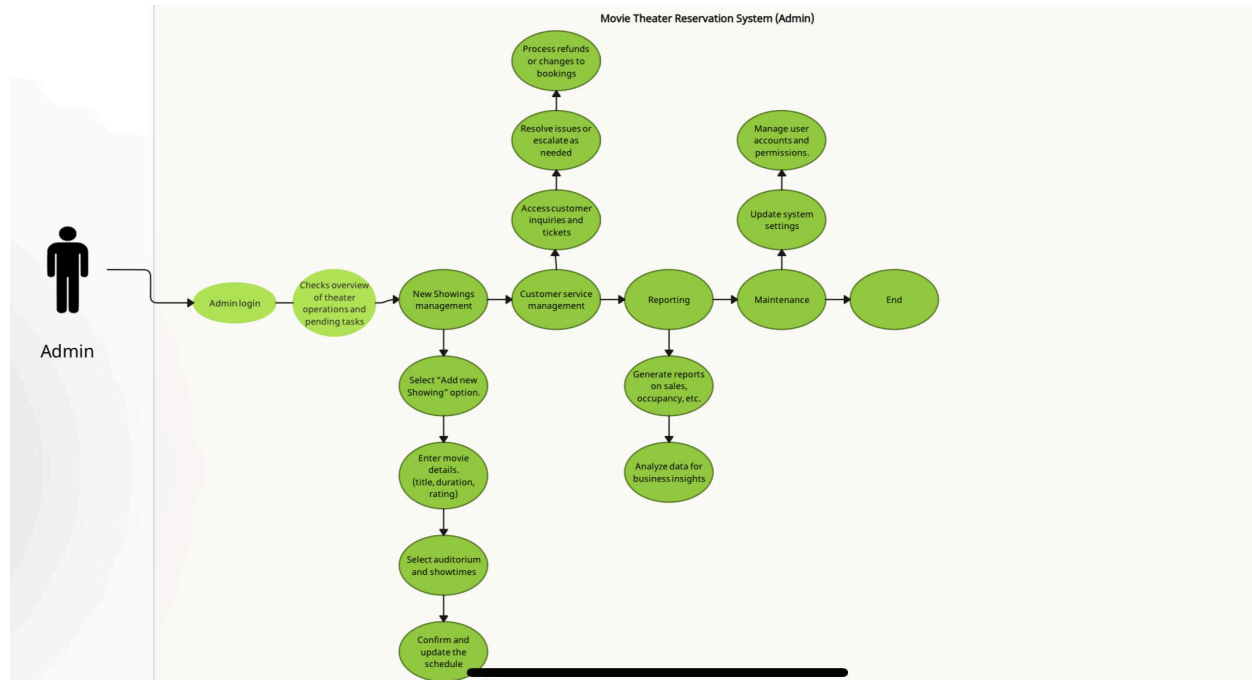 Movie Theater Reservation System (Admin)
Process refunds
or changes to
bookings
Resolve issues or
escalate as
needed
Manage user
accounts and
permissions.
Access customer
inquiries and
tickets
Update system
settings
Admin login
Checks overview
of theater
operations and
pending tasks
New Showings
management
Customer service
management
Reporting
Maintenance
End
Admin
Select "Add new
Showing" option.
Generate reports
on sales,
occupancy, etc.
Enter movie
details.
(title, duration,
rating)
Analyze data for
business insights
Select auditorium
and showtimes
Confirm and
update the
schedule